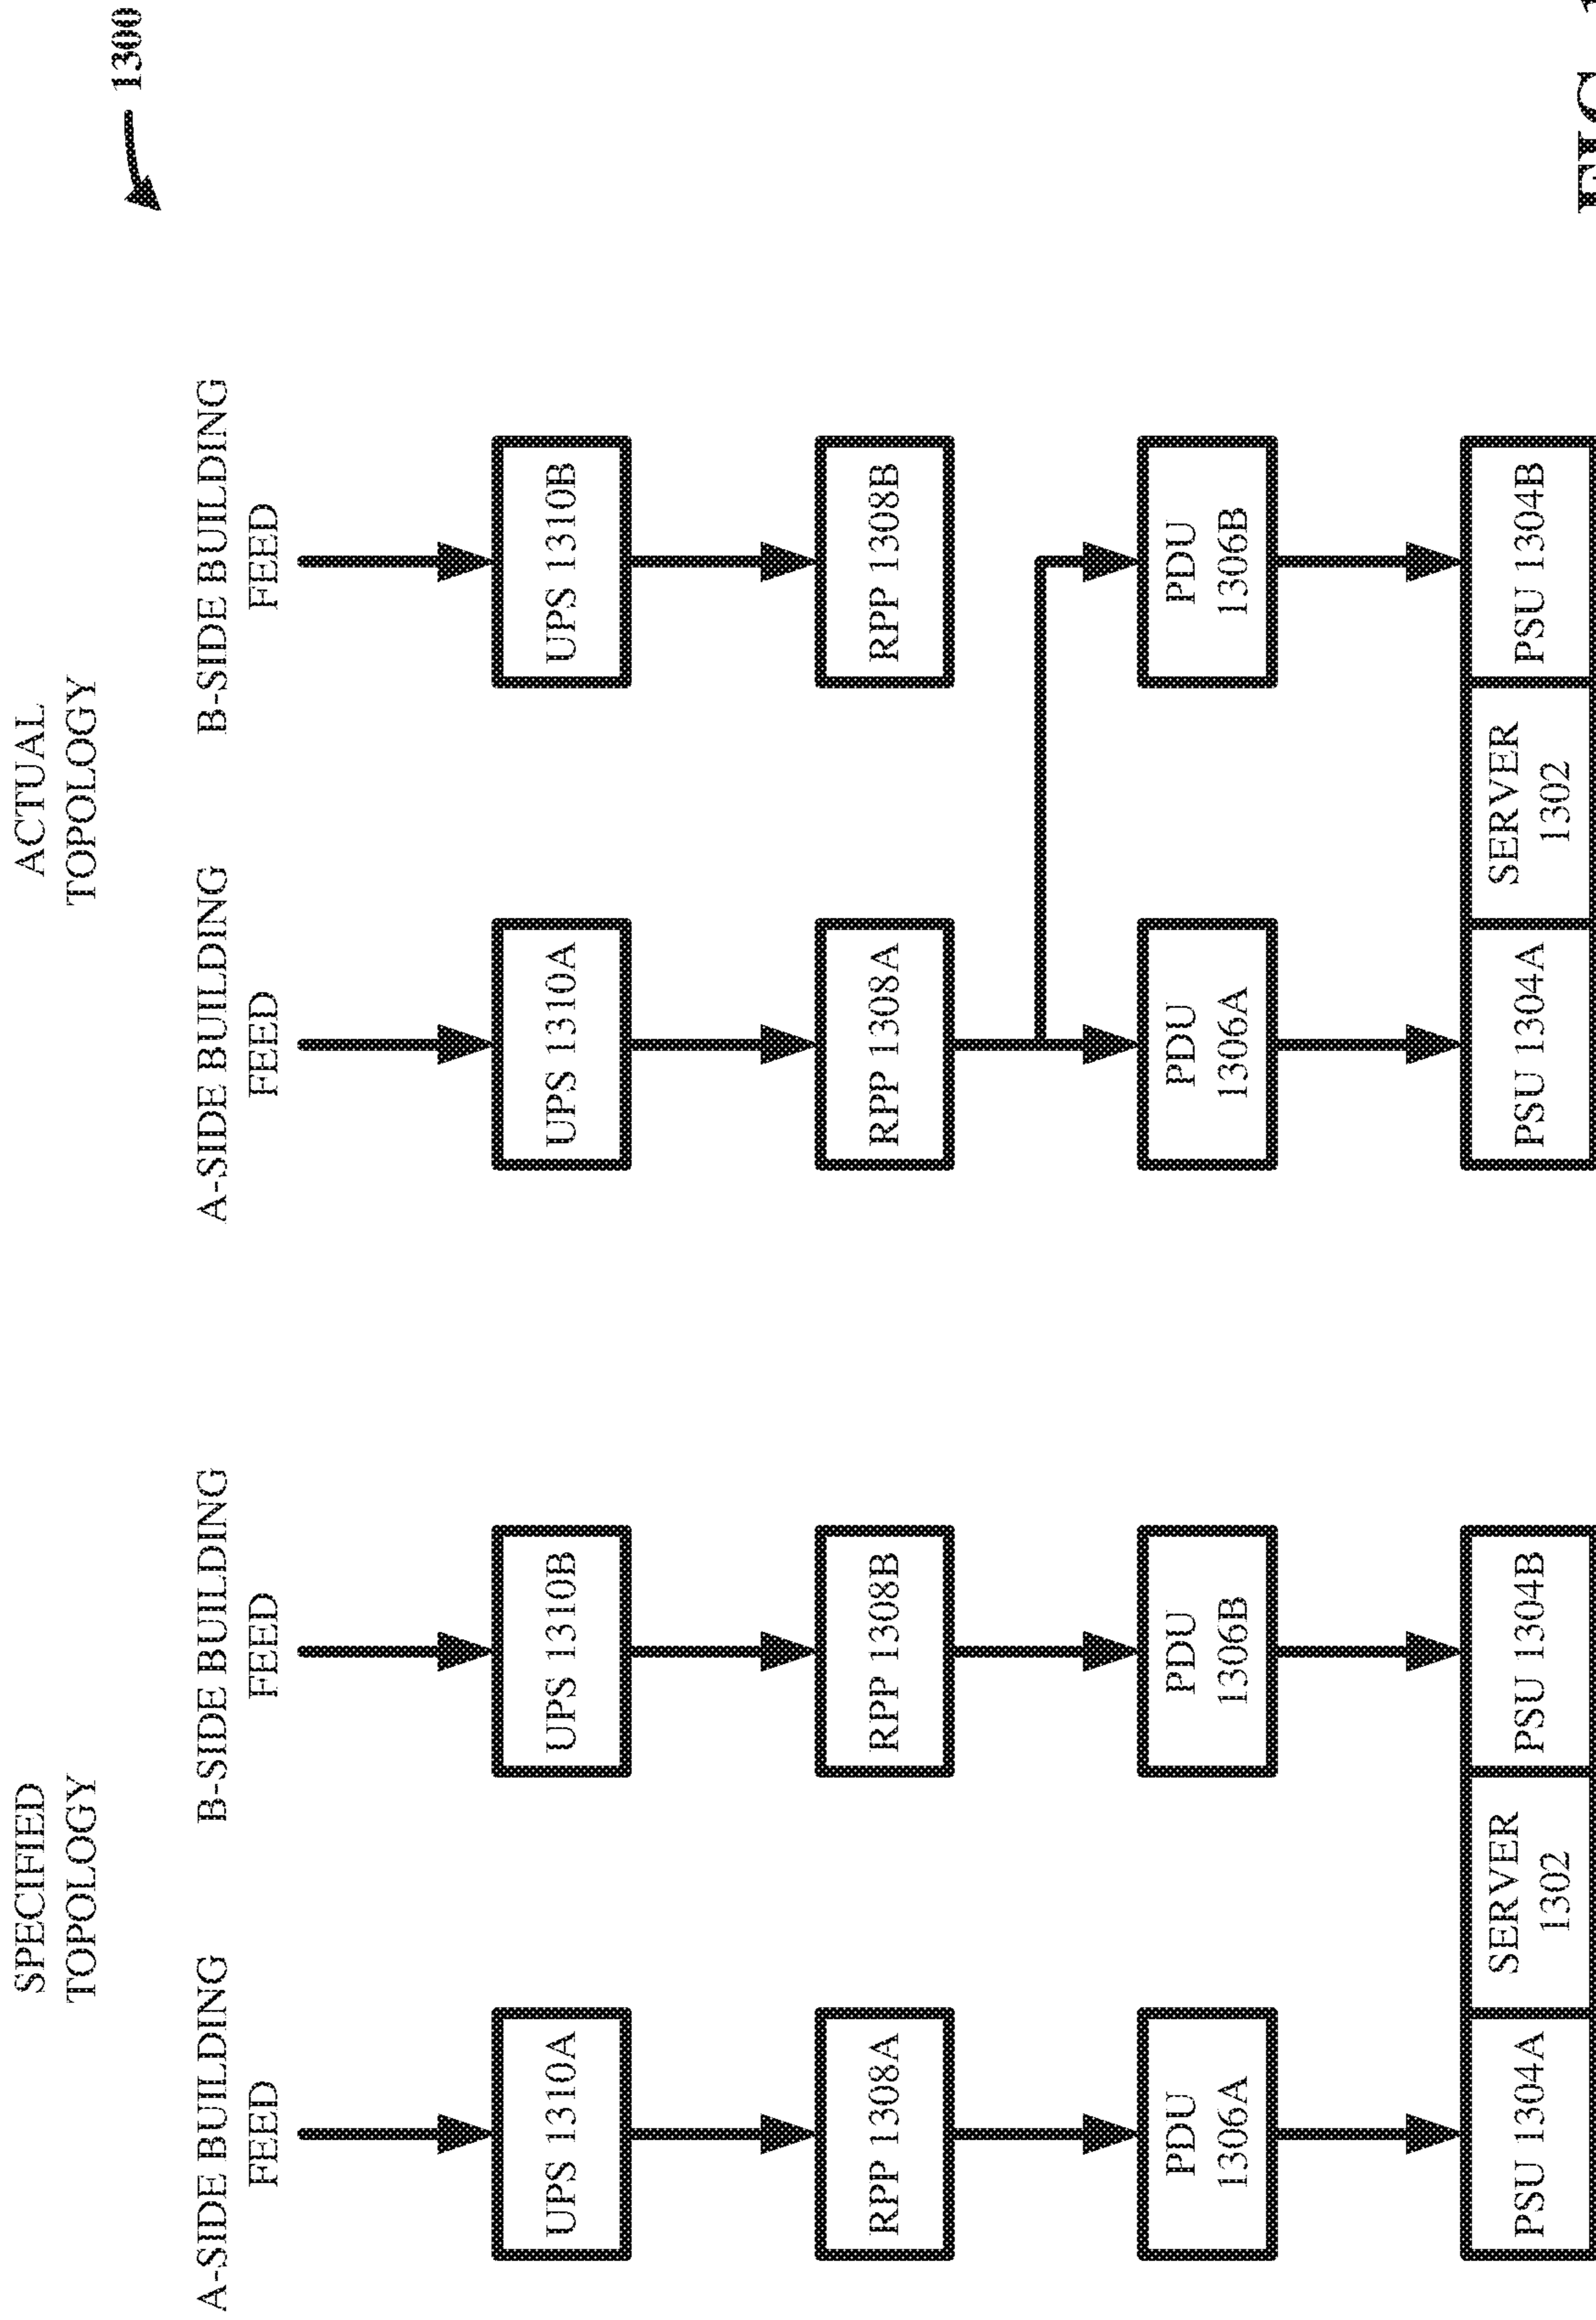 1300
SPECIFIED
TOPOLOGY
A-SIDE BUILDING
FEED
B-SIDE BUILDING
FEED
UPS 1310A
UPS 1310B
RPP 1308A
RPP 1308B
PDU
1306A
PDU
1306B
PSU 1304A
SERVER
1302
PSU 1304B
ACTUAL
TOPOLOGY
A-SIDE BUILDING
FEED
B-SIDE BUILDING
FEED
UPS 1310A
UPS 1310B
RPP 1308A
RPP 1308B
PDU
1306A
PDU
1306B
PSU 1304A
SERVER
1302
PSU 1304B